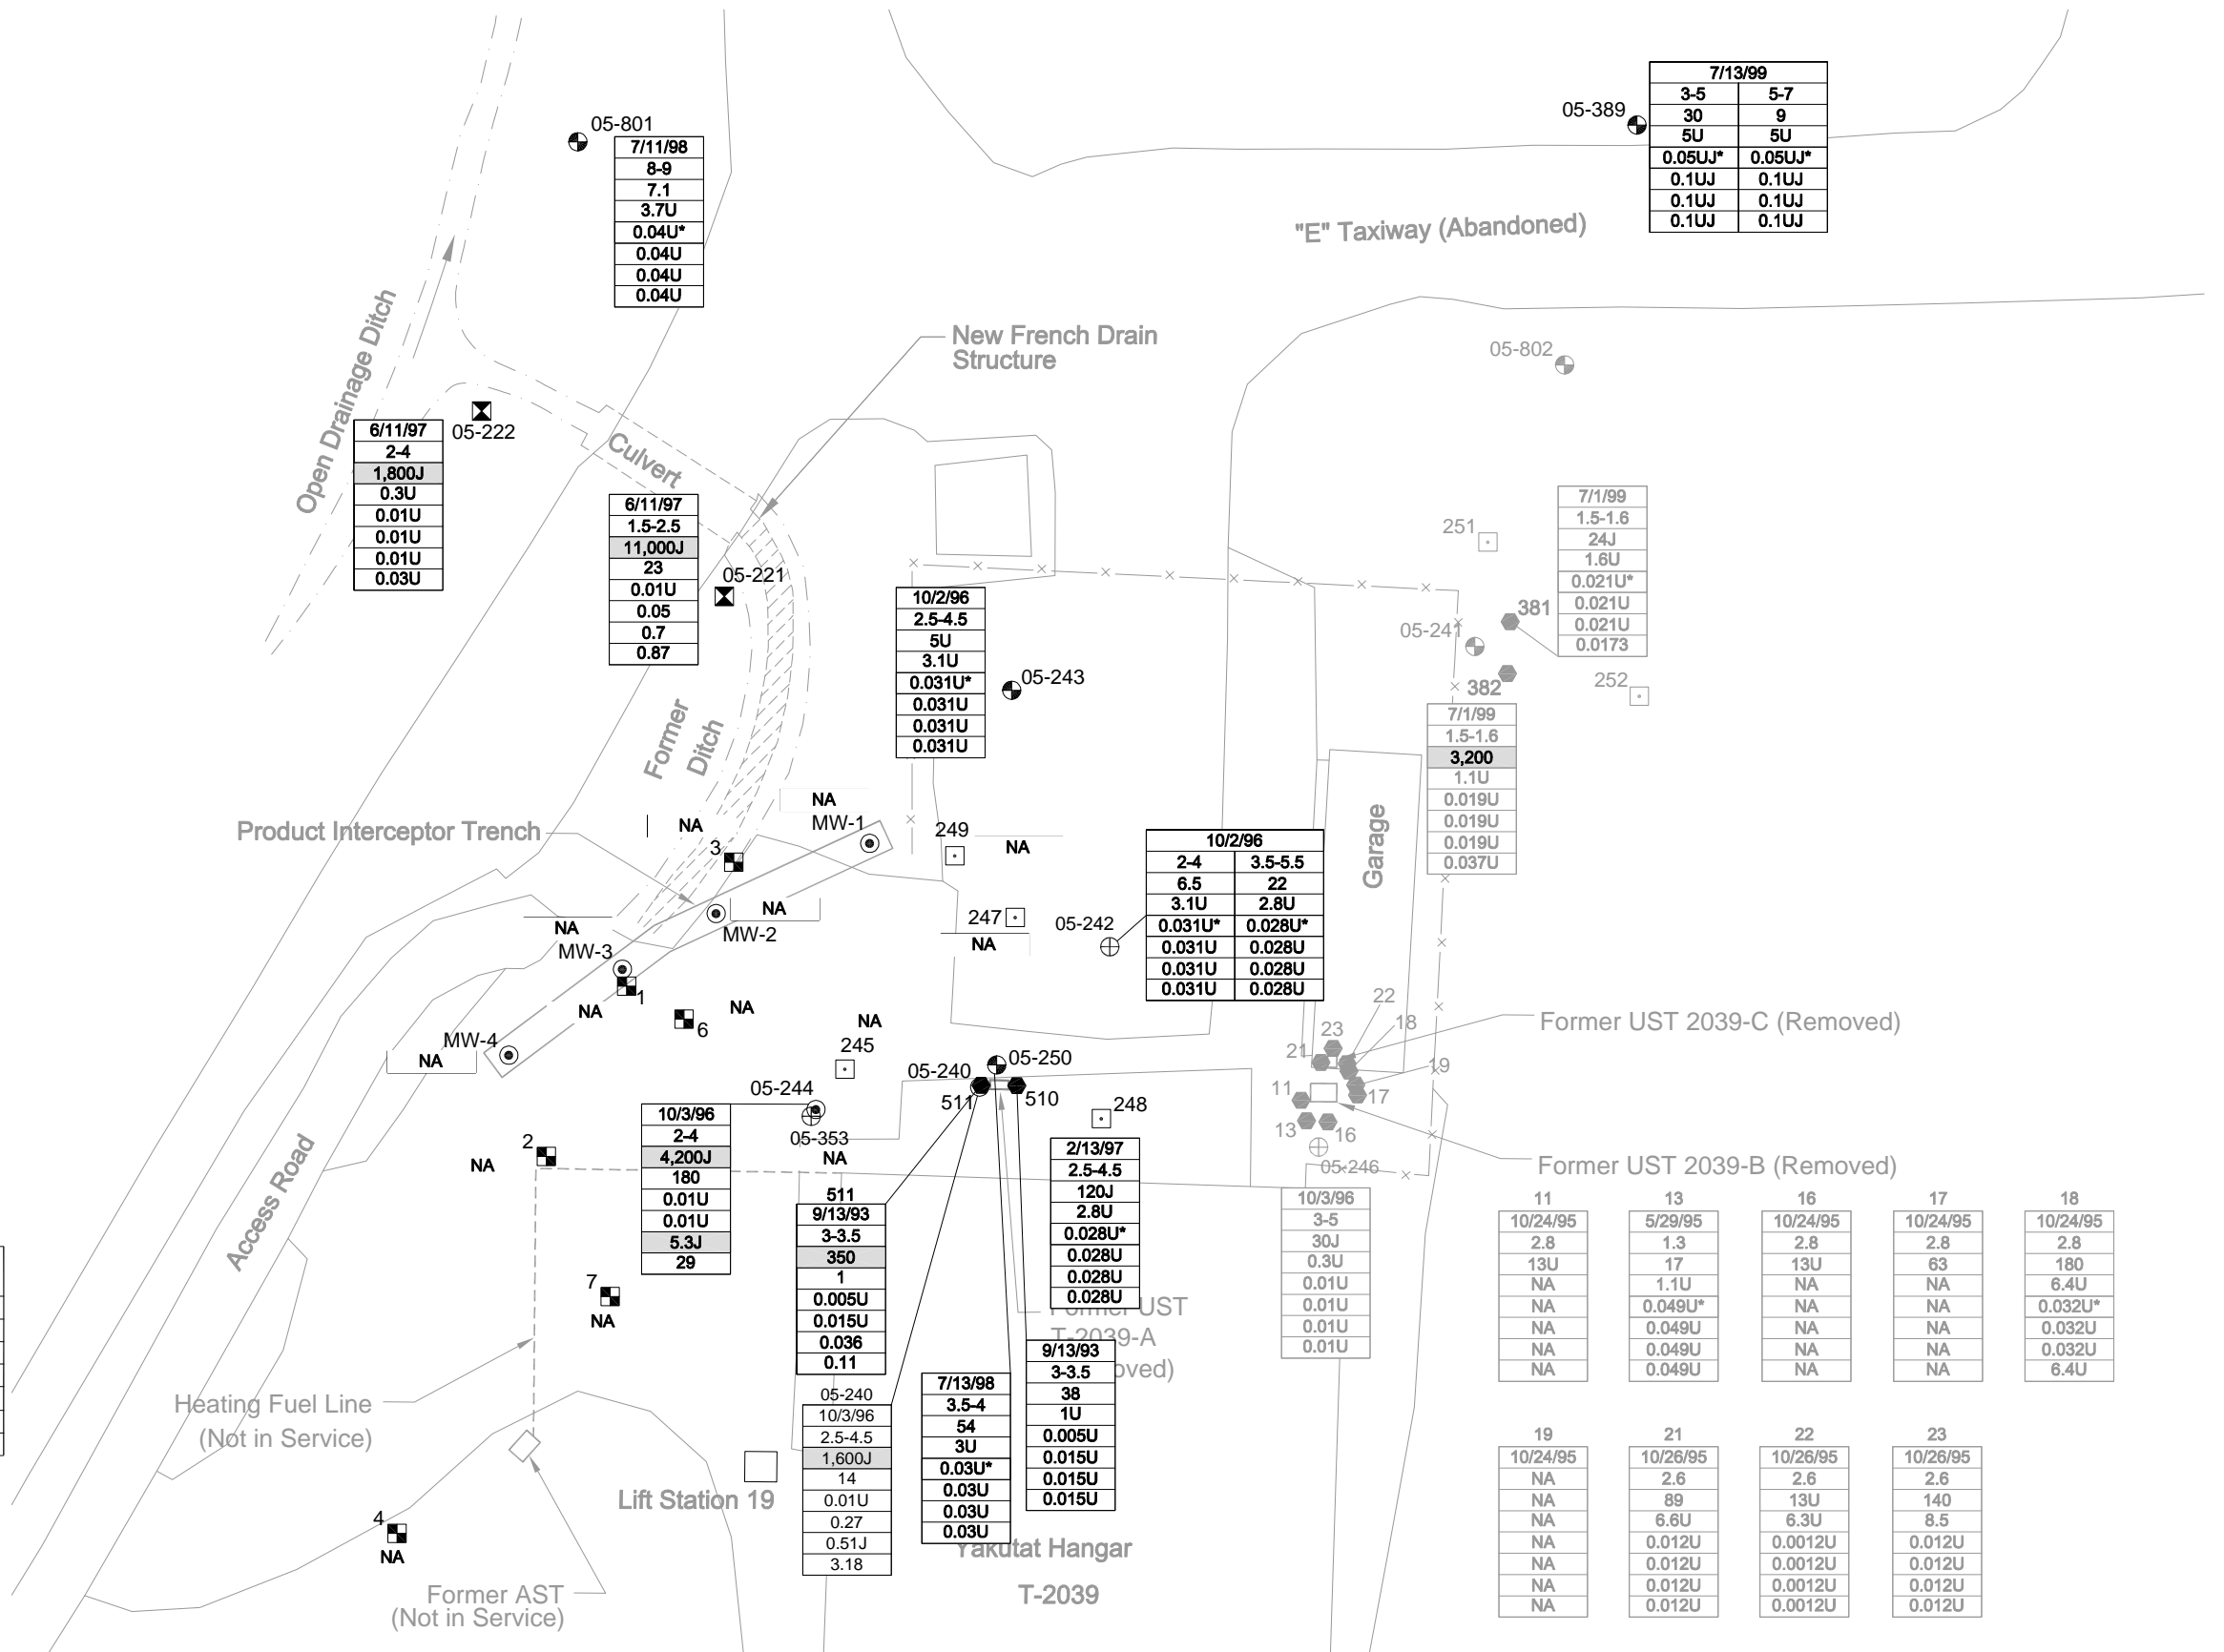 05-801
7/11/98
8-9
7.1
3.7U
0.04U*
0.04U
0.04U
0.04U
05-389
7/13/99
3-5 5-7
30 9
5U 5U
0.05UJ* 0.05UJ*
0.1UJ 0.1UJ
0.1UJ 0.1UJ
0.1UJ 0.1UJ
"E" Taxiway (Abandoned)
Open Drainage Ditch
New French Drain
Structure
05-802
05-222
6/11/97
2-4
1,800J
0.3U
0.01U
0.01U
0.01U
0.03U
Culvert
6/11/97
1.5-2.5
11,000J
23
0.01U
0.05
0.7
0.87
05-221
10/2/96
2.5-4.5
5U
3.1U
0.031U*
0.031U
0.031U
0.031U
05-243
251
7/1/99
1.5-1.6
24J
1.6U
0.021U*
0.021U
0.021U
0.0173
381
05-241
382
252
7/1/99
1.5-1.6
3,200
1.1U
0.019U
0.019U
0.019U
0.037U
Former
Ditch
Garage
Product Interceptor Trench
NA
NA
MW-1
3
249
NA
NA
MW-2
NA
MW-3
247
NA
05-242
10/2/96
2-4 3.5-5.5
6.5 22
3.1U 2.8U
0.031U* 0.028U*
0.031U 0.028U
0.031U 0.028U
0.031U 0.028U
1
NA
6
NA
MW-4
NA
NA
245
05-244
05-353
NA
05-240
05-250
511
510
248
22
18
23
21
19
11
17
13
16
05-246
Former UST 2039-C (Removed)
Former UST 2039-B (Removed)
Access Road
2
NA
10/3/96
2-4
4,200J
180
0.01U
0.01U
5.3J
29
511
9/13/93
3-3.5
350
1
0.005U
0.015U
0.036
0.11
2/13/97
2.5-4.5
120J
2.8U
0.028U*
0.028U
0.028U
0.028U
Former UST
T-2039-A
oved)
10/3/96
3-5
30J
0.3U
0.01U
0.01U
0.01U
0.01U
7
NA
05-240
10/3/96
2.5-4.5
1,600J
14
0.01U
0.27
0.51J
3.18
7/13/98
3.5-4
54
3U
0.03U*
0.03U
0.03U
0.03U
9/13/93
3-3.5
38
1U
0.005U
0.015U
0.015U
0.015U
Heating Fuel Line
(Not in Service)
Lift Station 19
4
NA
Former AST
(Not in Service)
Yakutat Hangar
T-2039
11
10/24/95
2.8
13U
NA
NA
NA
NA
NA
13
5/29/95
1.3
17
1.1U
0.049U*
0.049U
0.049U
0.049U
16
10/24/95
2.8
13U
NA
NA
NA
NA
NA
17
10/24/95
2.8
63
NA
NA
NA
NA
NA
18
10/24/95
2.8
180
6.4U
0.032U*
0.032U
0.032U
6.4U
19
10/24/95
NA
NA
NA
NA
NA
NA
NA
21
10/26/95
2.6
89
6.6U
0.012U
0.012U
0.012U
0.012U
22
10/26/95
2.6
13U
6.3U
0.0012U
0.0012U
0.0012U
0.0012U
23
10/26/95
2.6
140
8.5
0.012U
0.012U
0.012U
0.012U